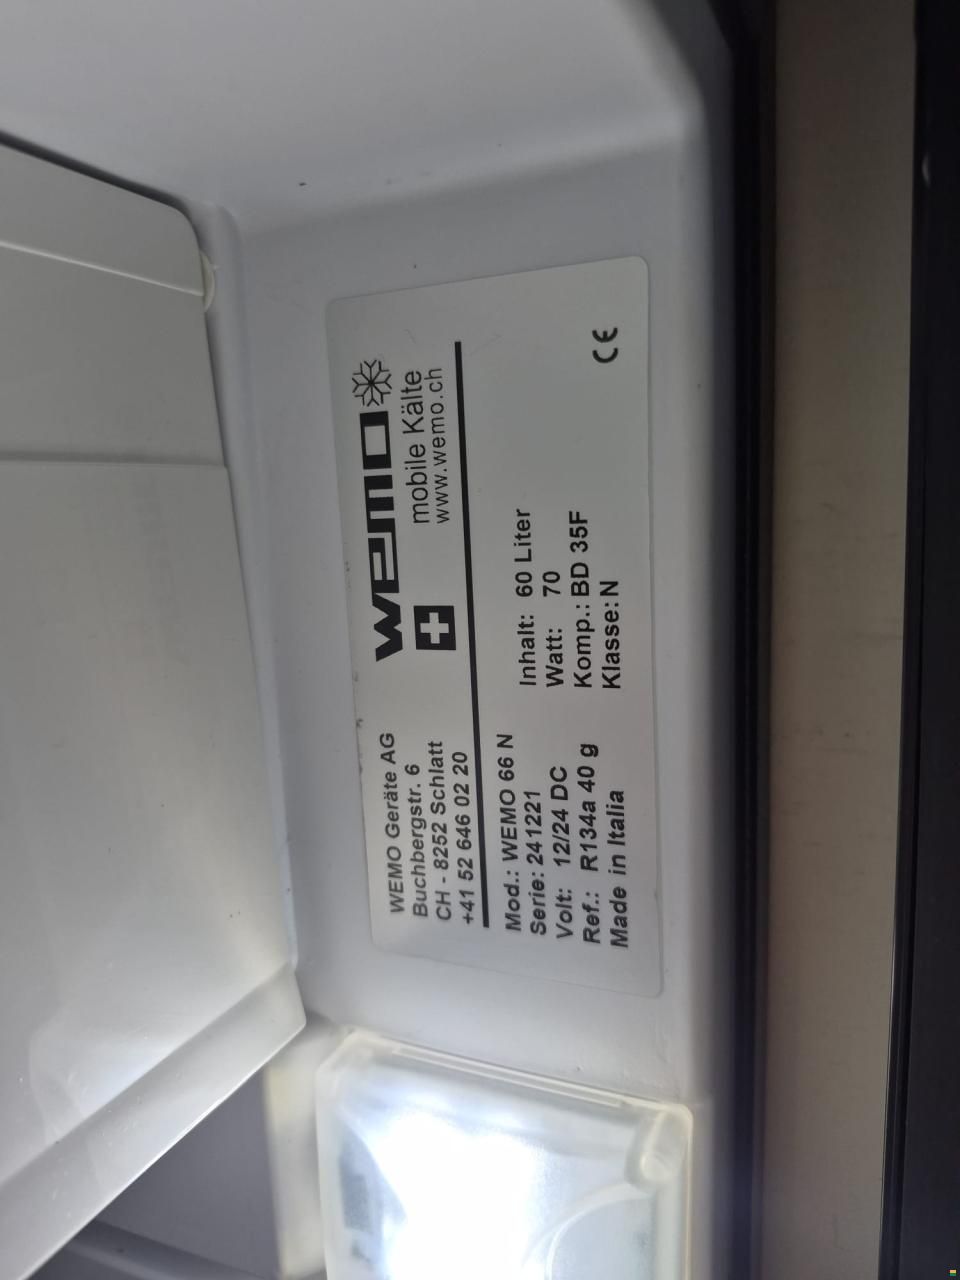 WEMO Geräte AG
Buchbergstr. 6
CH - 8252 Schlatt
+41 52 646 02 20
wemo
mobile Kälte
www.wemo.ch
Mod.: WEMO 66 N
Serie: 241221
Volt: 12/24 DC
Ref.: R134a 40 g
Made in Italia
Inhalt: 60 Liter
Watt: 70
Komp.: BD 35F
Klasse: N
CE